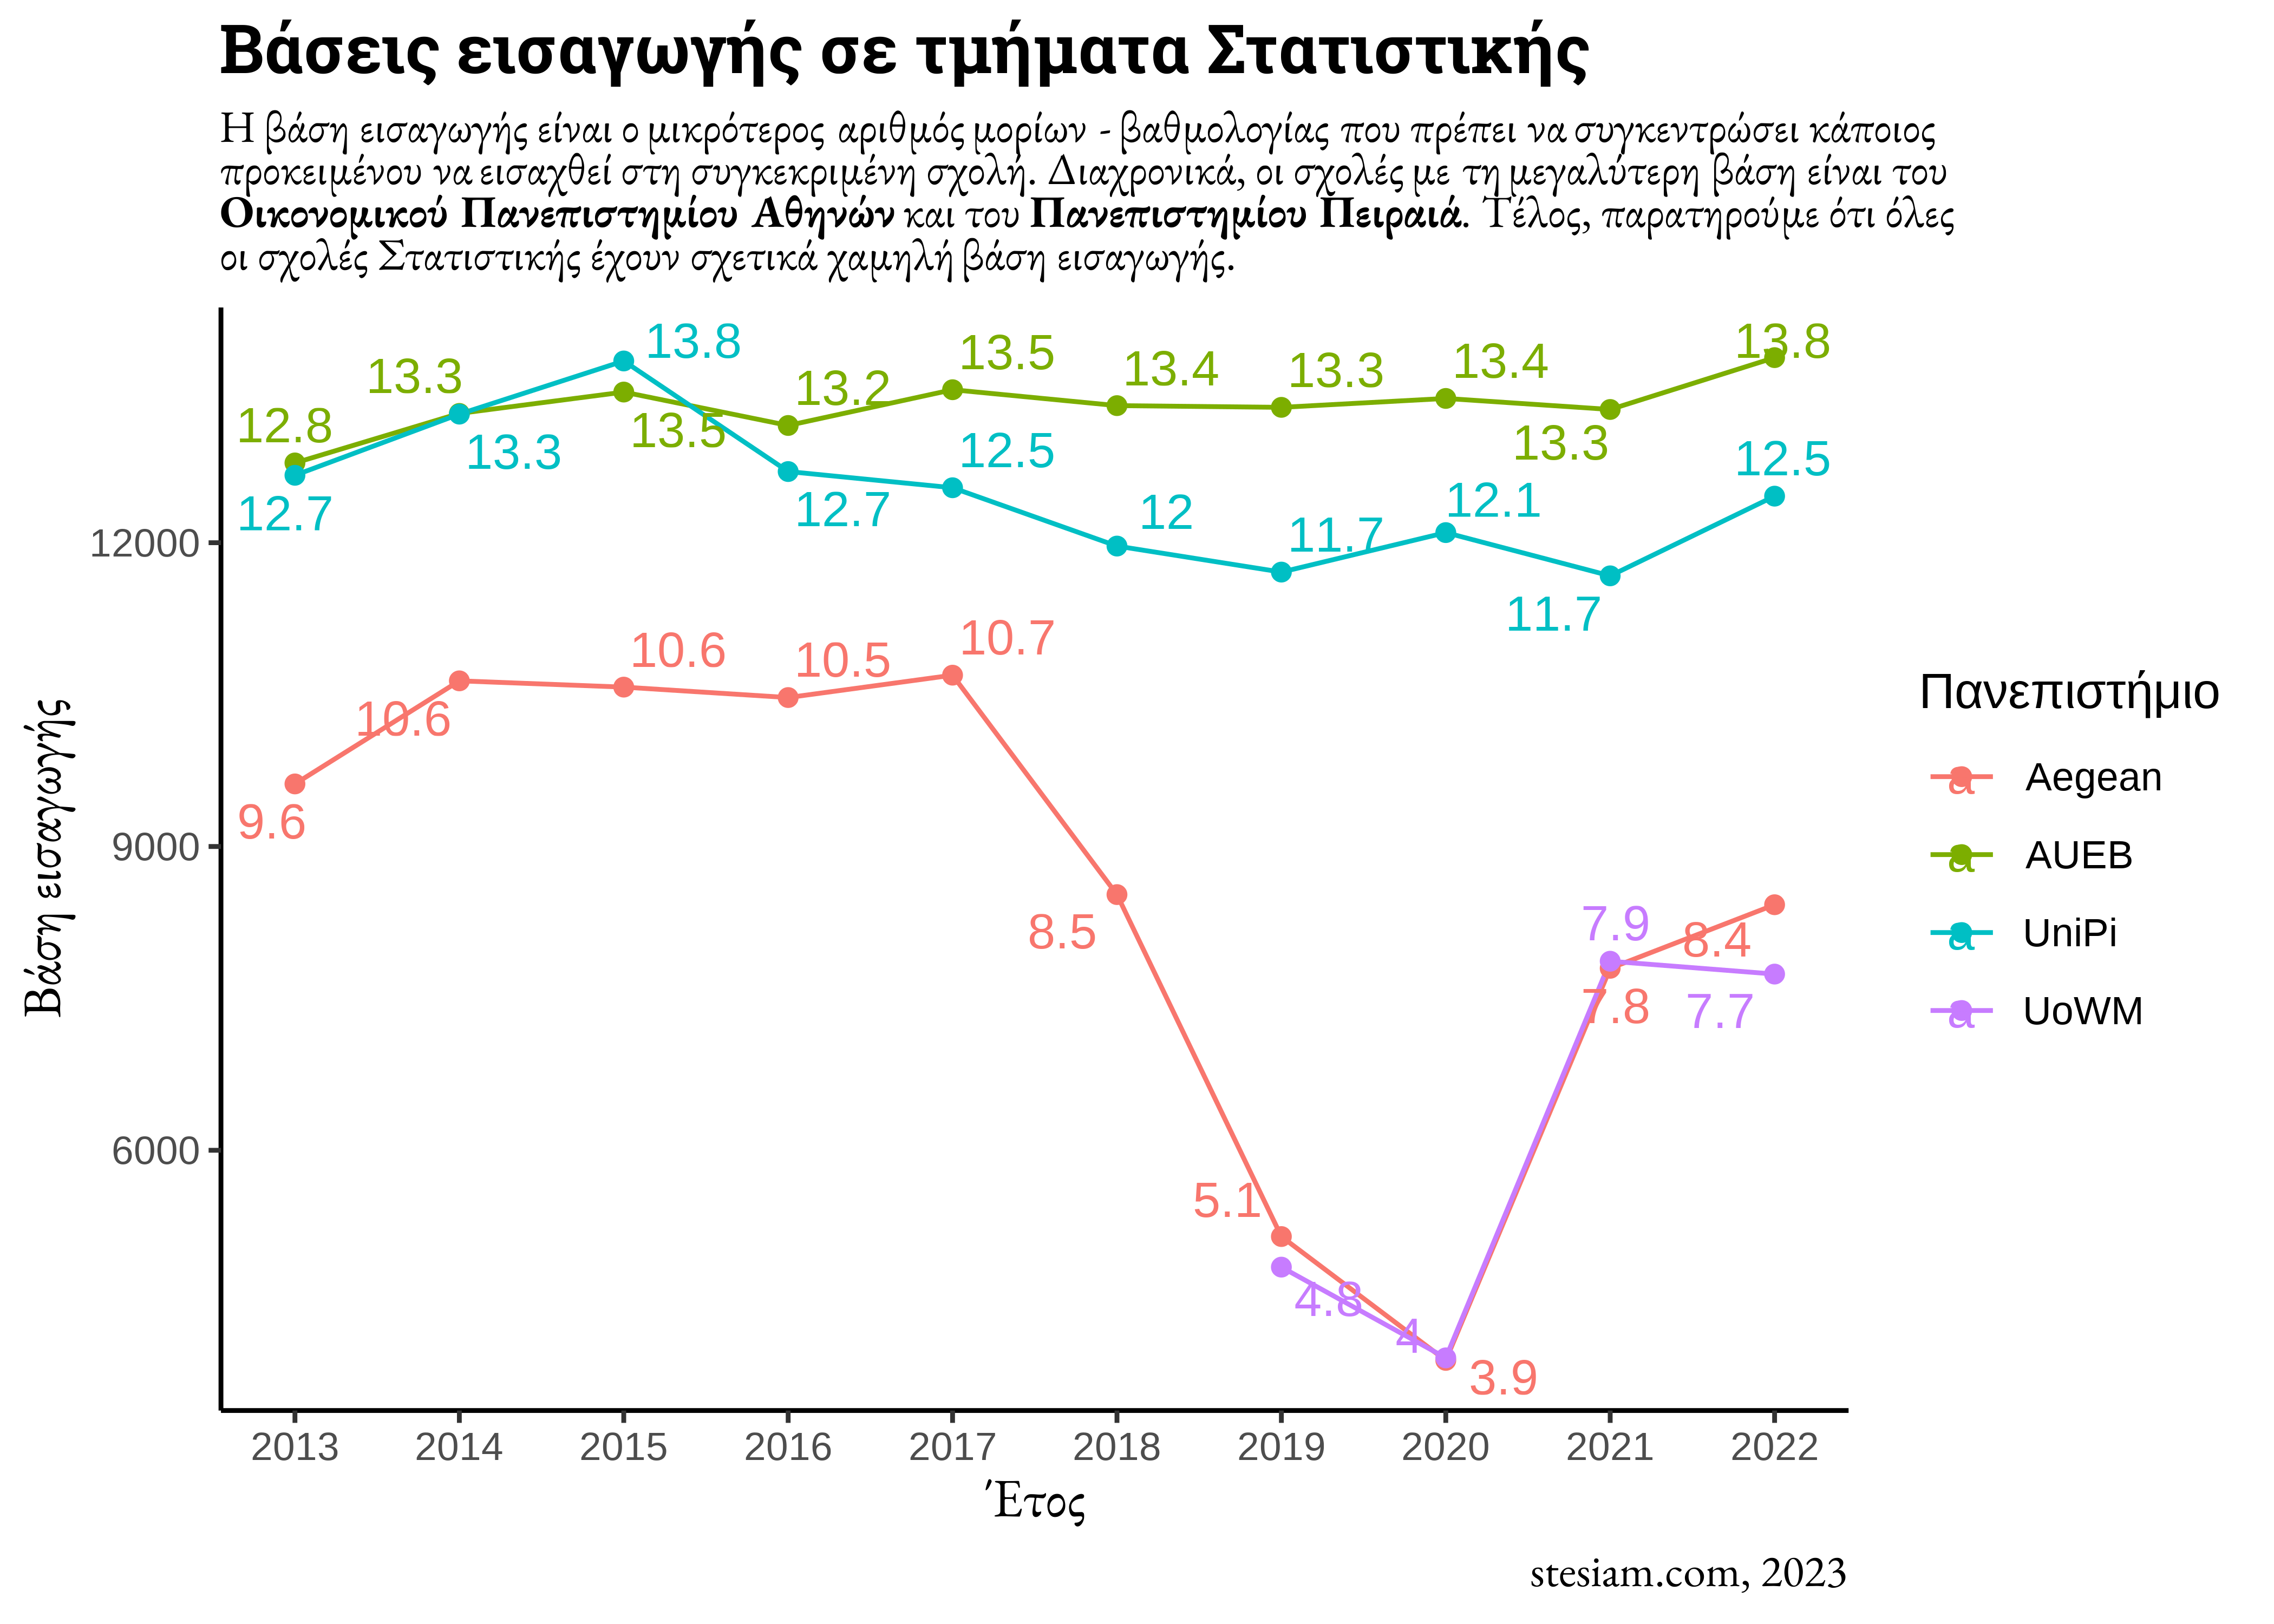 Βάσεις εισαγωγής σε τμήματα Στατιστικής
Η βάση εισαγωγής είναι ο μικρότερος αριθμός μορίων - βαθμολογίας που πρέπει να συγκεντρώσει κάποιος
προκειμένου να εισαχθεί στη συγκεκριμένη σχολή. Διαχρονικά, οι σχολές με τη μεγαλύτερη βάση είναι του
Οικονομικού Πανεπιστημίου Αθηνών και του Πανεπιστημίου Πειραιά. Τέλος, παρατηρούμε ότι όλες
οι σχολές Στατιστικής έχουν σχετικά χαμηλή βάση εισαγωγής.
Βάση εισαγωγής
12000
9000
6000
12.8 13.3 13.5 13.2 13.5 13.4 13.3 13.4 13.3 13.8
12.7 13.3 13.8 12.7 12.5 12 11.7 12.1 11.7 12.5
9.6 10.6 10.6 10.5 10.7 8.5 5.1 3.9 7.8 8.4
4.8 4 7.9 7.7
2013 2014 2015 2016 2017 2018 2019 2020 2021 2022
Έτος
Πανεπιστήμιο
a Aegean
a AUEB
a UniPi
a UoWM
stesiam.com, 2023